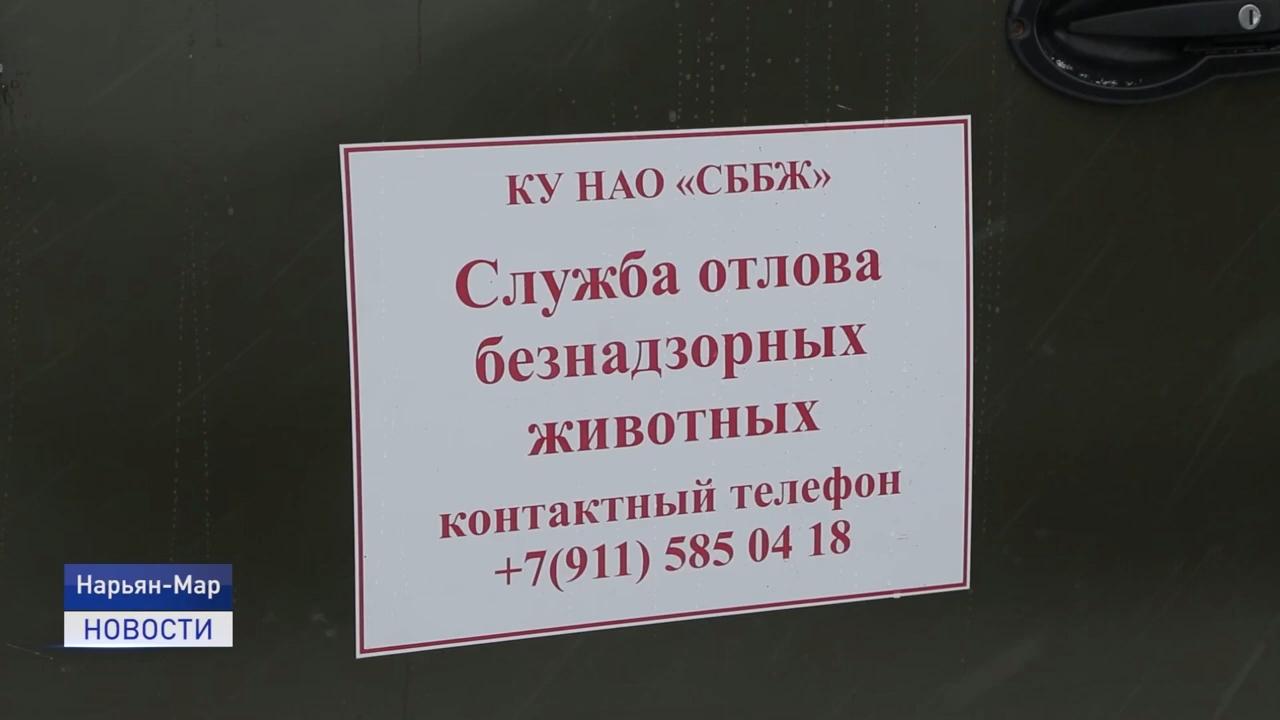 КУ НАО «СББЖ»
Служба отлова
безнадзорных
животных
контактный телефон
+7(911) 585 04 18
Нарьян-Мар
НОВОСТИ